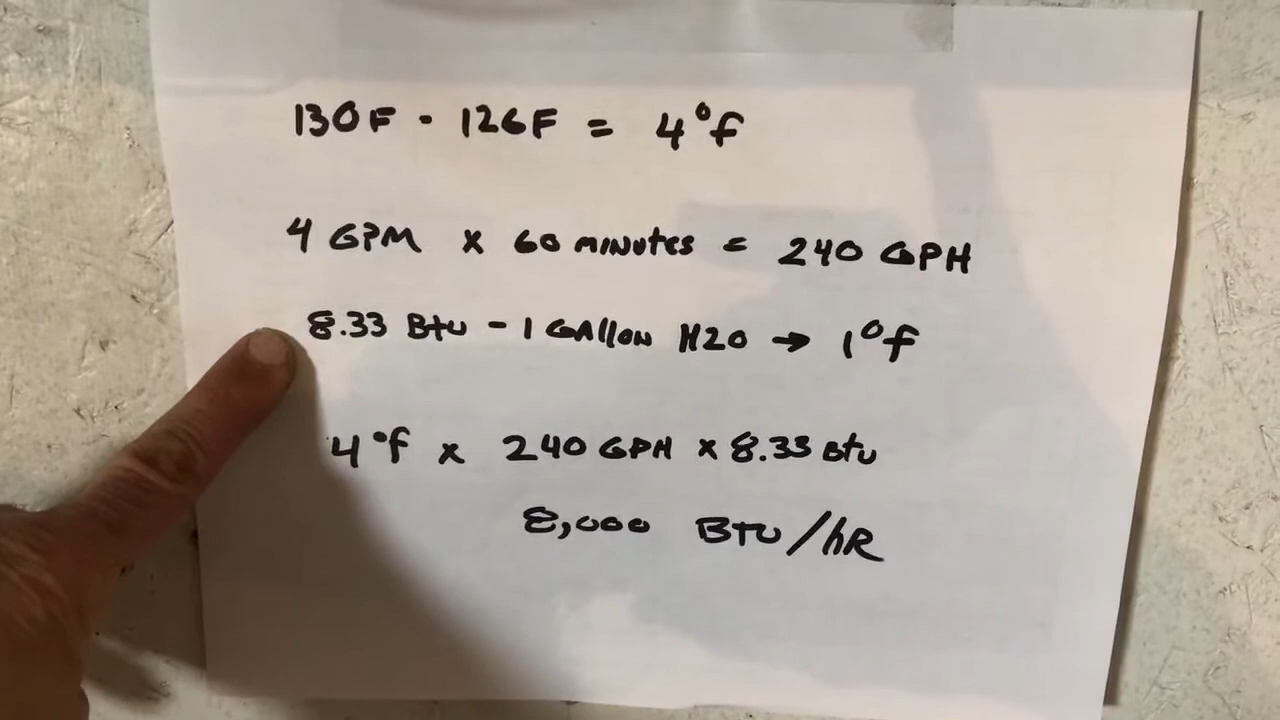 130F - 126F = 4°f
4 GPM x 60 minutes = 240 GPH
8.33 Btu - 1 GAllon H2O → 1°f
4°f x 240 GPH x 8.33 Btu
8,000 BTU/hR